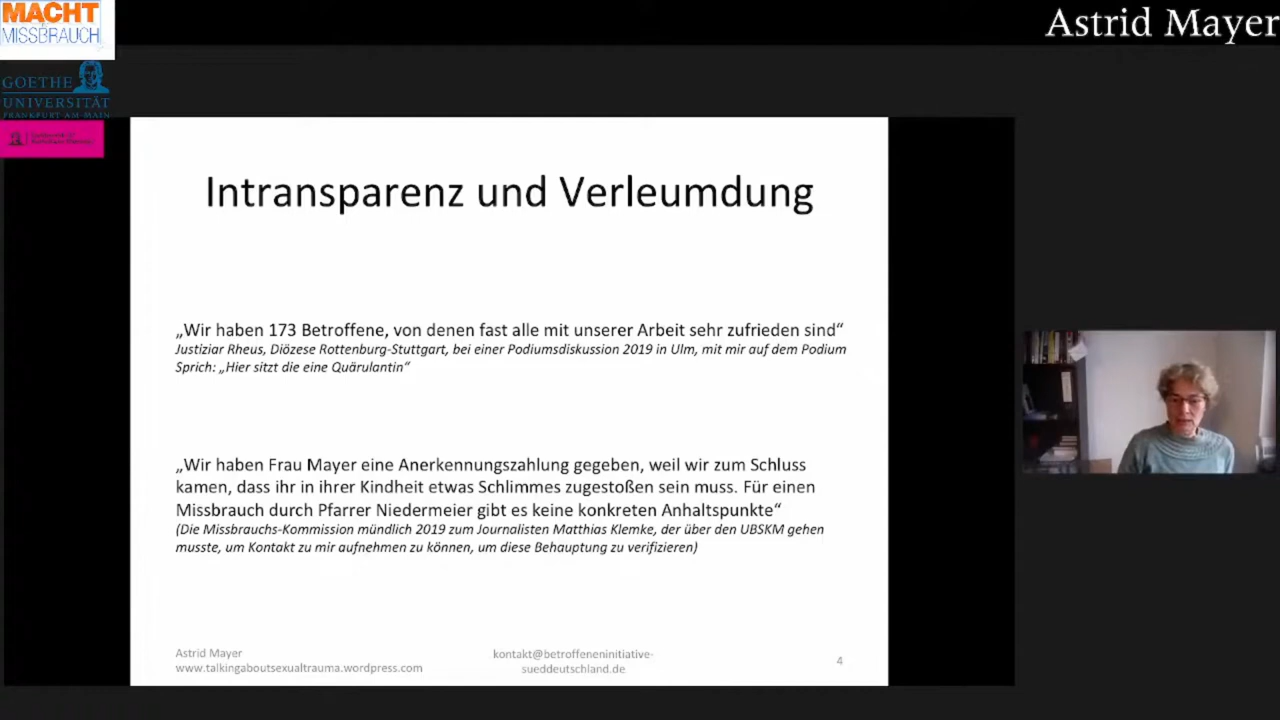 MACHT
MISSBRAUCH
Astrid Mayer
GOETHE
UNIVERSITÄT
FRANKFURT AM MAIN
Intransparenz und Verleumdung
„Wir haben 173 Betroffene, von denen fast alle mit unserer Arbeit sehr zufrieden sind“
Justiziar Rheus, Diözese Rottenburg-Stuttgart, bei einer Podiumsdiskussion 2019 in Ulm, mit mir auf dem Podium
Sprich: „Hier sitzt die eine Quärulantin“
„Wir haben Frau Mayer eine Anerkennungszahlung gegeben, weil wir zum Schluss
kamen, dass ihr in ihrer Kindheit etwas Schlimmes zugestoßen sein muss. Für einen
Missbrauch durch Pfarrer Niedermeier gibt es keine konkreten Anhaltspunkte“
(Die Missbrauchs-Kommission mündlich 2019 zum Journalisten Matthias Klemke, der über den UBSKM gehen
musste, um Kontakt zu mir aufnehmen zu können, um diese Behauptung zu verifizieren)
Astrid Mayer
www.talkingaboutsexualtrauma.wordpress.com
kontakt@betroffeneninitiative-
sueddeutschland.de
4